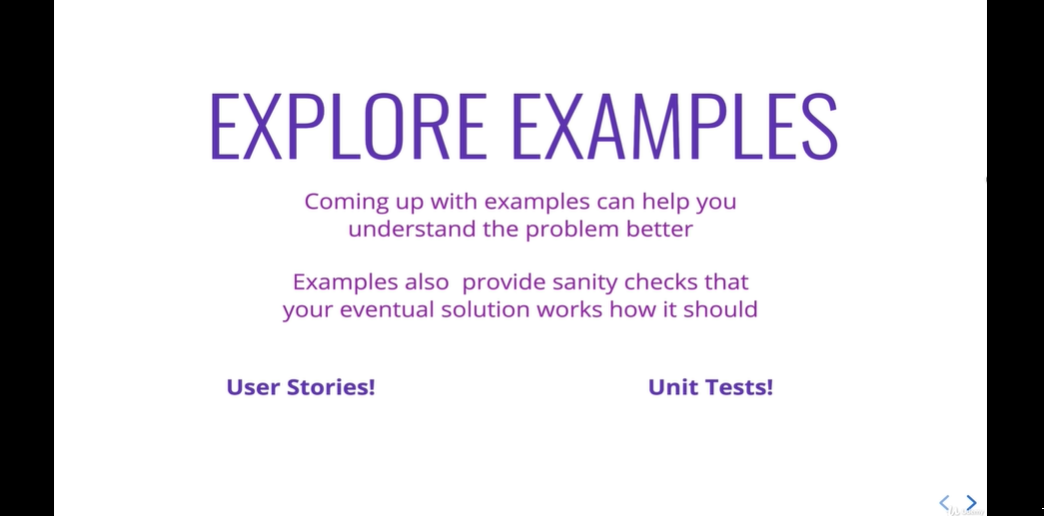 EXPLORE EXAMPLES
Coming up with examples can help you
understand the problem better
Examples also  provide sanity checks that
your eventual solution works how it should
User Stories! Unit Tests!